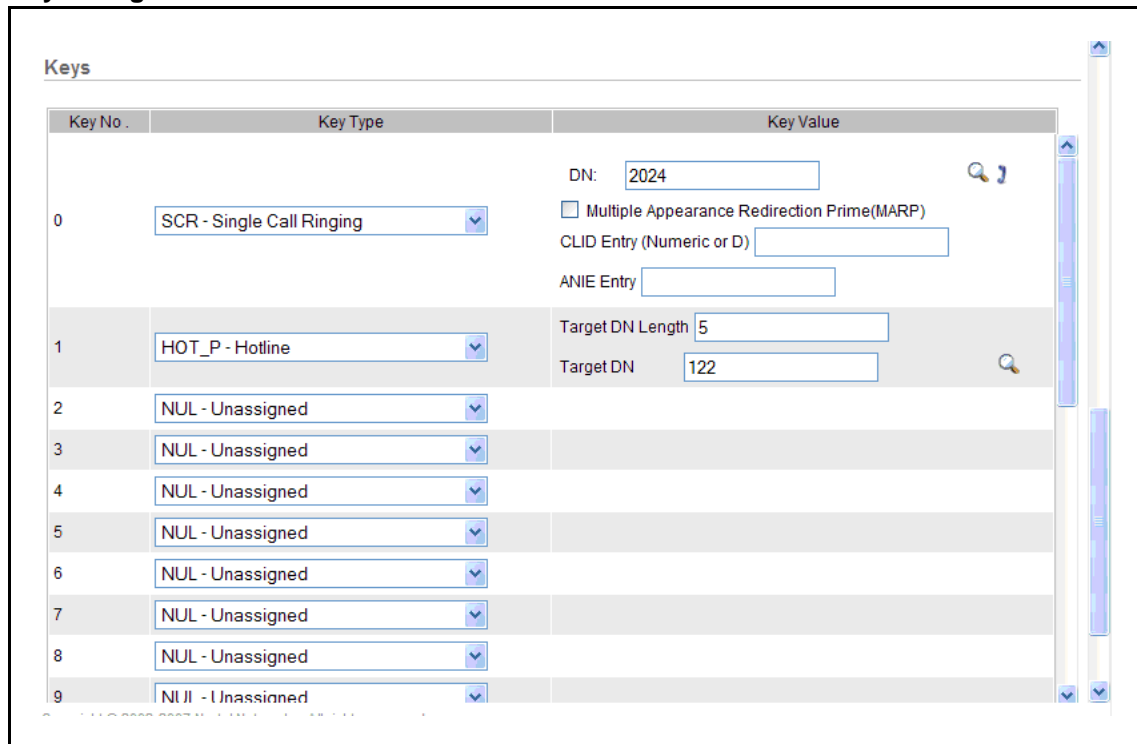 Keys
Key No . Key Type Key Value
0 SCR - Single Call Ringing
DN: 2024
Multiple Appearance Redirection Prime(MARP)
CLID Entry (Numeric or D)
ANIE Entry
1 HOT_P - Hotline
Target DN Length 5
Target DN 122
2 NUL - Unassigned
3 NUL - Unassigned
4 NUL - Unassigned
5 NUL - Unassigned
6 NUL - Unassigned
7 NUL - Unassigned
8 NUL - Unassigned
9 NUL - Unassigned